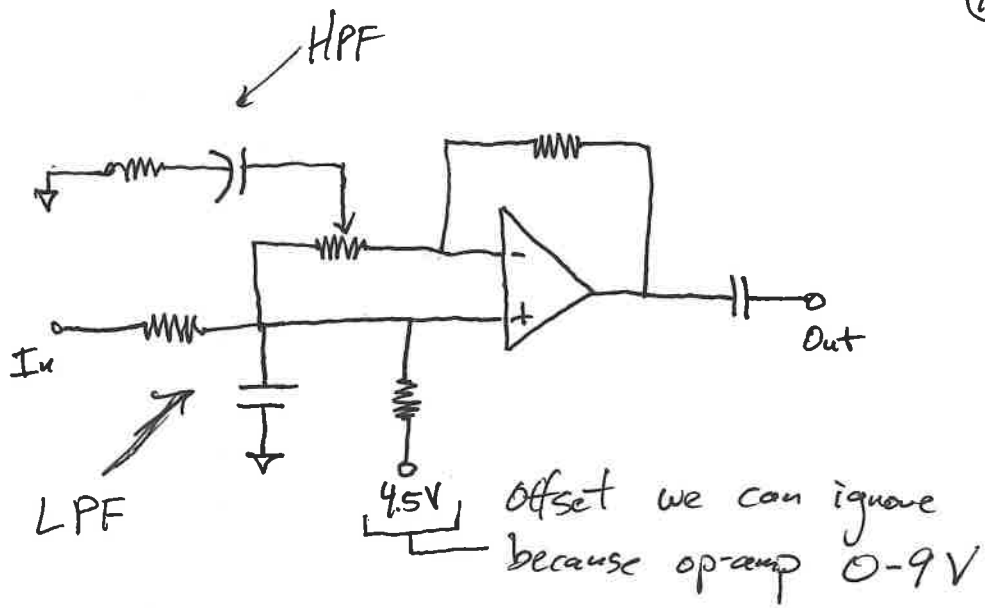 HPF
-
+
In
Out
LPF
4.5V
Offset we can ignore
because op-amp 0-9V